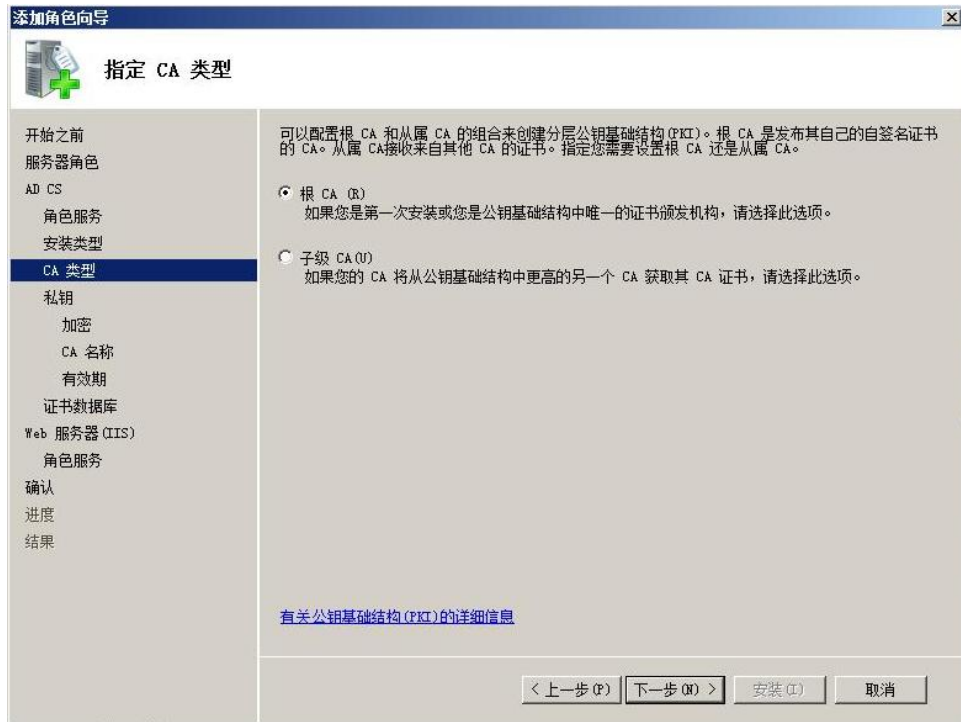 添加角色向导
指定 CA 类型
开始之前
服务器角色
AD CS
角色服务
安装类型
CA 类型
私钥
加密
CA 名称
有效期
证书数据库
Web 服务器(IIS)
角色服务
确认
进度
结果
可以配置根 CA 和从属 CA 的组合来创建分层公钥基础结构(PKI)。根 CA 是发布其自己的自签名证书
的 CA。从属 CA接收来自其他 CA 的证书。指定您需要设置根 CA 还是从属 CA。
根 CA (R)
如果您是第一次安装或您是公钥基础结构中唯一的证书颁发机构，请选择此选项。
子级 CA(U)
如果您的 CA 将从公钥基础结构中更高的另一个 CA 获取其 CA 证书，请选择此选项。
有关公钥基础结构(PKI)的详细信息
< 上一步(P)
下一步(N) >
安装(I)
取消